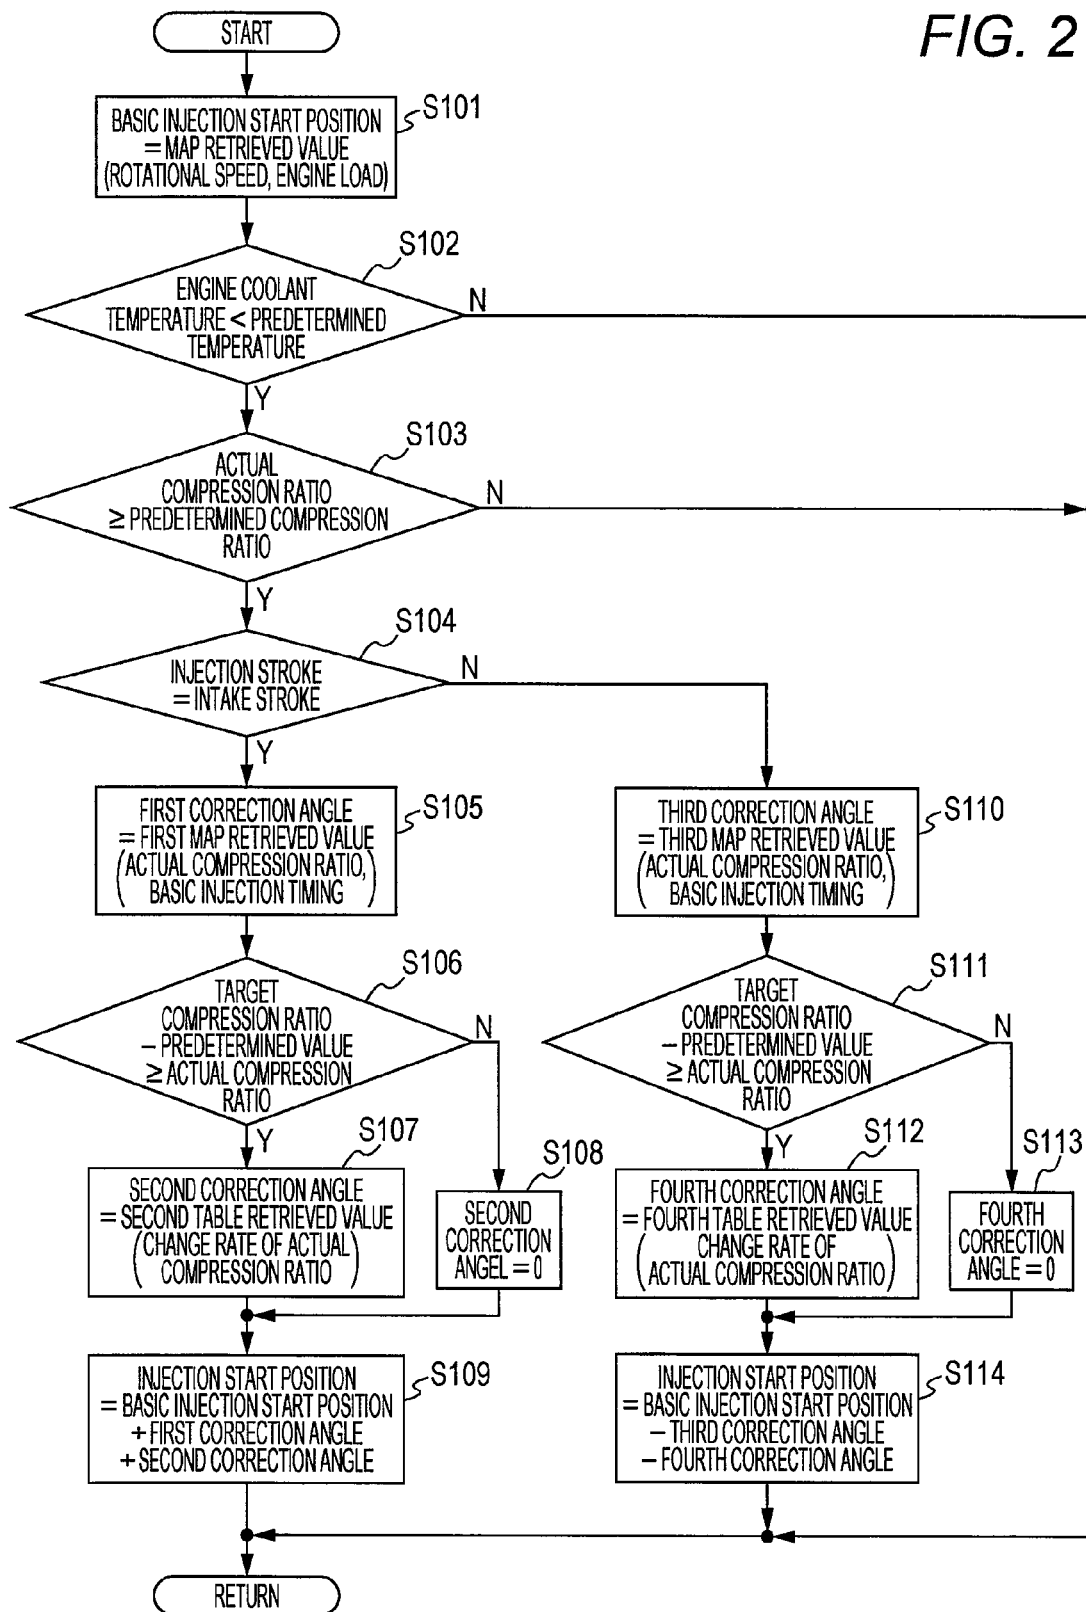 FIG. 2
START
S101
BASIC INJECTION START POSITION
= MAP RETRIEVED VALUE
(ROTATIONAL SPEED, ENGINE LOAD)
S102
ENGINE COOLANT
TEMPERATURE < PREDETERMINED
TEMPERATURE
N
Y
S103
ACTUAL
COMPRESSION RATIO
≥ PREDETERMINED COMPRESSION
RATIO
N
Y
S104
INJECTION STROKE
= INTAKE STROKE
N
Y
S105
FIRST CORRECTION ANGLE
= FIRST MAP RETRIEVED VALUE
(ACTUAL COMPRESSION RATIO,
BASIC INJECTION TIMING)
S110
THIRD CORRECTION ANGLE
= THIRD MAP RETRIEVED VALUE
(ACTUAL COMPRESSION RATIO,
BASIC INJECTION TIMING)
S106
TARGET
COMPRESSION RATIO
− PREDETERMINED VALUE
≥ ACTUAL COMPRESSION
RATIO
N
Y
S111
TARGET
COMPRESSION RATIO
− PREDETERMINED VALUE
≥ ACTUAL COMPRESSION
RATIO
N
Y
S107
SECOND CORRECTION ANGLE
= SECOND TABLE RETRIEVED VALUE
(CHANGE RATE OF ACTUAL
COMPRESSION RATIO)
S108
SECOND
CORRECTION
ANGEL = 0
S112
FOURTH CORRECTION ANGLE
= FOURTH TABLE RETRIEVED VALUE
(CHANGE RATE OF
ACTUAL COMPRESSION RATIO)
S113
FOURTH
CORRECTION
ANGLE = 0
S109
INJECTION START POSITION
= BASIC INJECTION START POSITION
+ FIRST CORRECTION ANGLE
+ SECOND CORRECTION ANGLE
S114
INJECTION START POSITION
= BASIC INJECTION START POSITION
− THIRD CORRECTION ANGLE
− FOURTH CORRECTION ANGLE
RETURN